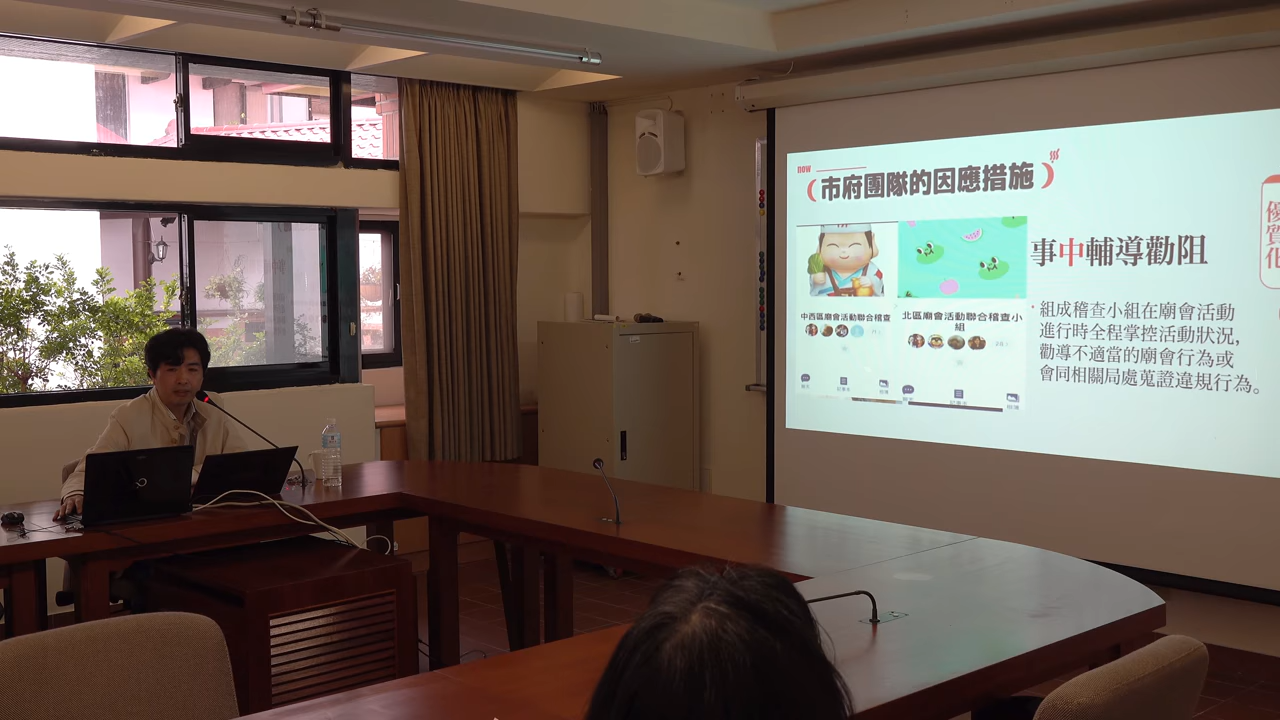 now
市府團隊的因應措施
優質化
事中輔導勸阻
中西區廟會活動聯合稽查
北區廟會活動聯合稽查小
組
·組成稽查小組在廟會活動
進行時全程掌控活動狀況,
勸導不適當的廟會行為或
會同相關局處蒐證違規行為。